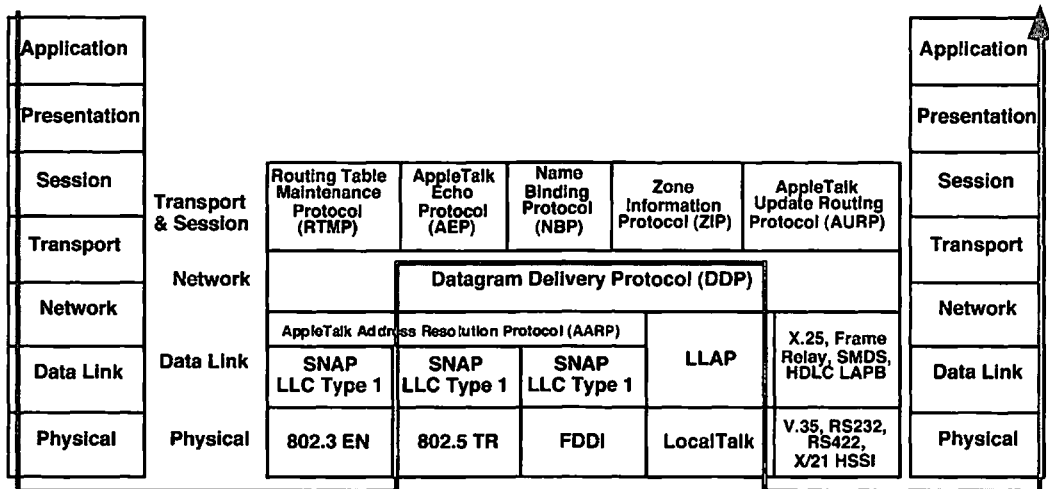 Application
Presentation
Session
Transport
Network
Data Link
Physical
Transport
& Session
Network
Data Link
Physical
Routing Table
Maintenance
Protocol
(RTMP)
AppleTalk
Echo
Protocol
(AEP)
Name
Binding
Protocol
(NBP)
Zone
Information
Protocol (ZIP)
AppleTalk
Update Routing
Protocol (AURP)
Datagram Delivery Protocol (DDP)
AppleTalk Address Resolution Protocol (AARP)
SNAP
LLC Type 1
SNAP
LLC Type 1
SNAP
LLC Type 1
LLAP
X.25, Frame
Relay, SMDS,
HDLC LAPB
802.3 EN
802.5 TR
FDDI
LocalTalk
V.35, RS232,
RS422,
X/21 HSSI
Application
Presentation
Session
Transport
Network
Data Link
Physical